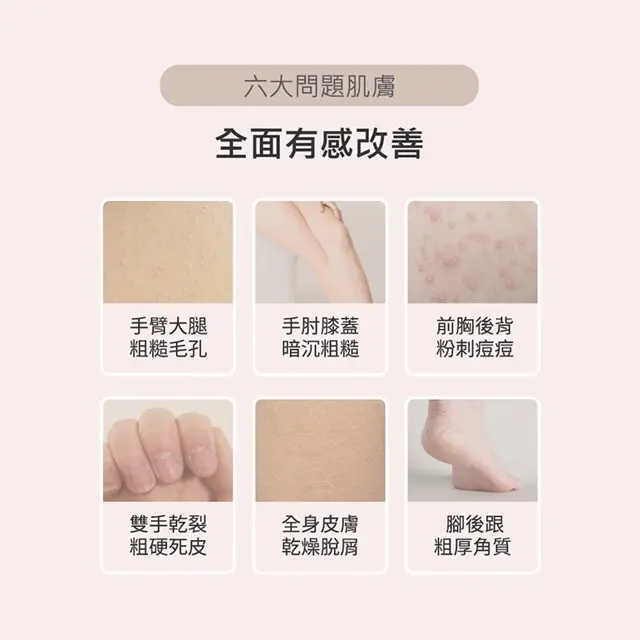 六大問題肌膚
全面有感改善
手臂大腿
粗糙毛孔
手肘膝蓋
暗沉粗糙
前胸後背
粉刺痘痘
雙手乾裂
粗硬死皮
全身皮膚
乾燥脫屑
腳後跟
粗厚角質